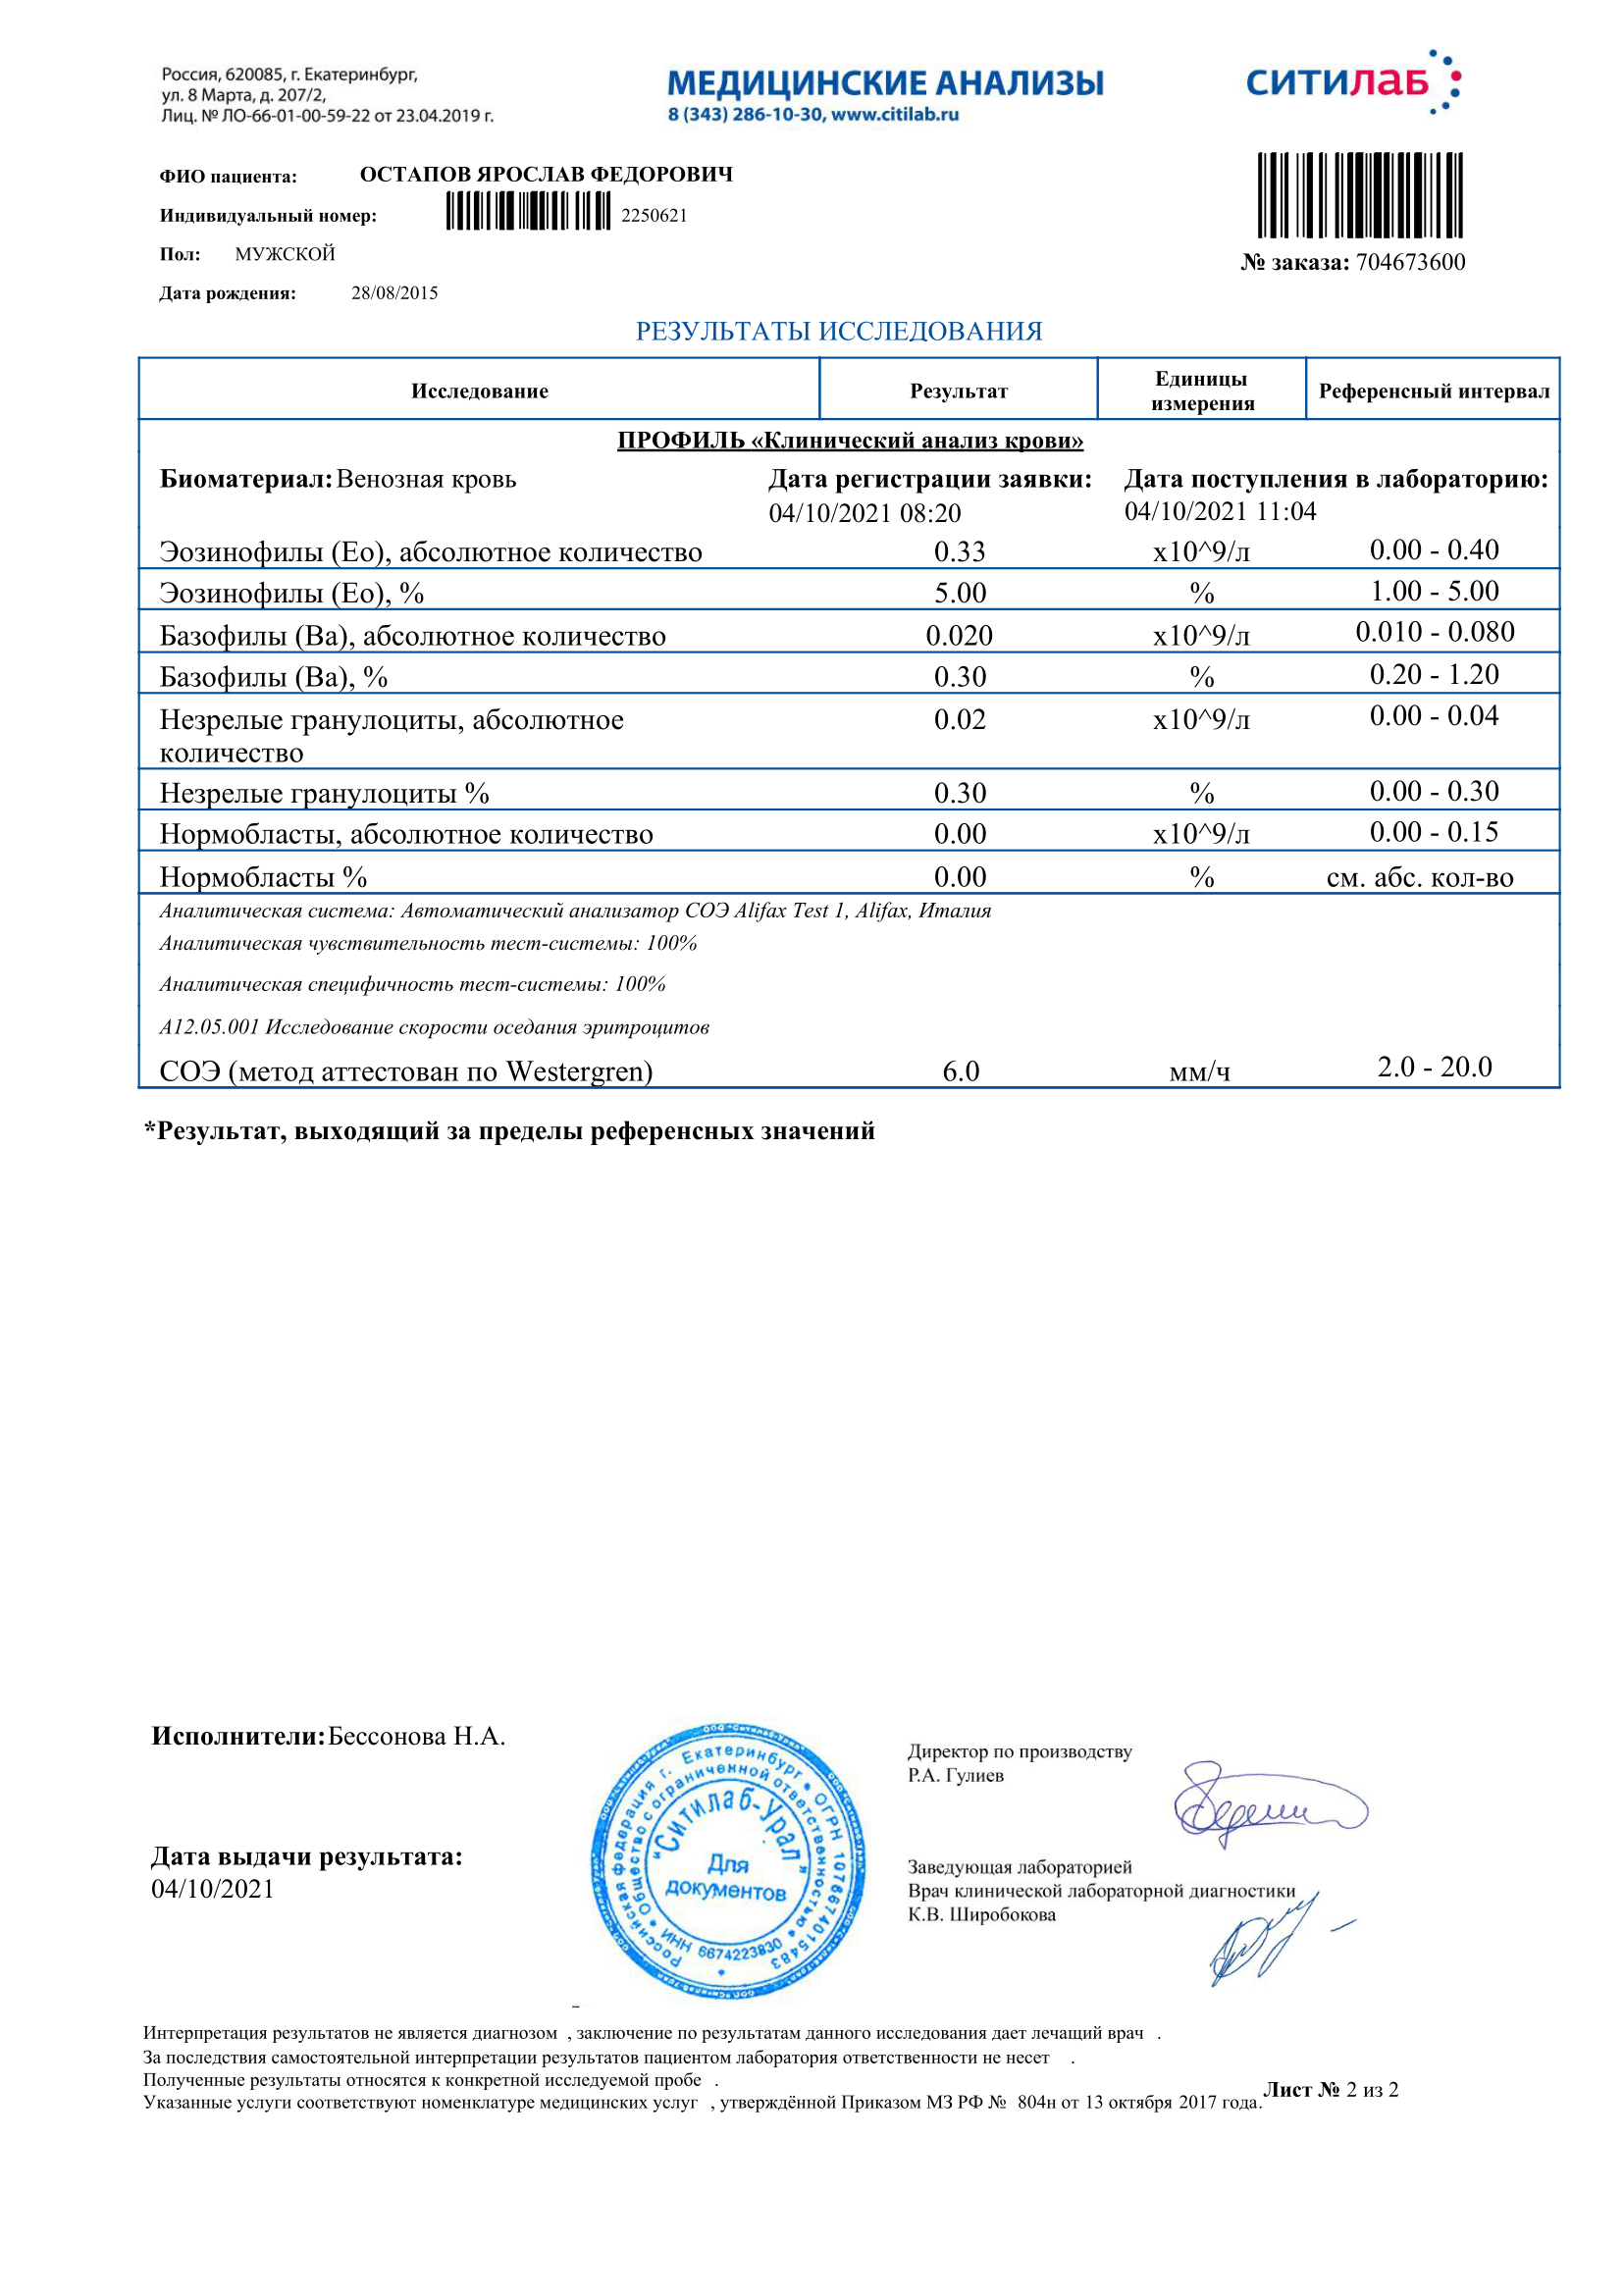 Россия, 620085, г. Екатеринбург,
ул. 8 Марта, д. 207/2,
Лиц. № ЛО-66-01-00-59-22 от 23.04.2019 г.
МЕДИЦИНСКИЕ АНАЛИЗЫ
8 (343) 286-10-30, www.citilab.ru
СИТИЛАБ
ФИО пациента: ОСТАПОВ ЯРОСЛАВ ФЕДОРОВИЧ
Индивидуальный номер: 2250621
Пол: МУЖСКОЙ
№ заказа: 704673600
Дата рождения: 28/08/2015
РЕЗУЛЬТАТЫ ИССЛЕДОВАНИЯ
Исследование Результат Единицы измерения Референсный интервал
ПРОФИЛЬ «Клинический анализ крови»
Биоматериал: Венозная кровь Дата регистрации заявки: Дата поступления в лабораторию:
04/10/2021 08:20 04/10/2021 11:04
Эозинофилы (Eo), абсолютное количество 0.33 x10^9/л 0.00 - 0.40
Эозинофилы (Eo), % 5.00 % 1.00 - 5.00
Базофилы (Ba), абсолютное количество 0.020 x10^9/л 0.010 - 0.080
Базофилы (Ba), % 0.30 % 0.20 - 1.20
Незрелые гранулоциты, абсолютное 0.02 x10^9/л 0.00 - 0.04
количество
Незрелые гранулоциты % 0.30 % 0.00 - 0.30
Нормобласты, абсолютное количество 0.00 x10^9/л 0.00 - 0.15
Нормобласты % 0.00 % см. абс. кол-во
Аналитическая система: Автоматический анализатор СОЭ Alifax Test 1, Alifax, Италия
Аналитическая чувствительность тест-системы: 100%
Аналитическая специфичность тест-системы: 100%
A12.05.001 Исследование скорости оседания эритроцитов
СОЭ (метод аттестован по Westergren) 6.0 мм/ч 2.0 - 20.0
*Результат, выходящий за пределы референсных значений
Исполнители: Бессонова Н.А.
Дата выдачи результата:
04/10/2021
Российская федерация г. Екатеринбург * ОГРН 1076674015483
* Общество с ограниченной ответственностью *
"Ситилаб-Урал"
Для
документов
ИНН 6674223830
Директор по производству
Р.А. Гулиев
Заведующая лабораторией
Врач клинической лабораторной диагностики
К.В. Широбокова
Интерпретация результатов не является диагнозом , заключение по результатам данного исследования дает лечащий врач .
За последствия самостоятельной интерпретации результатов пациентом лаборатория ответственности не несет .
Полученные результаты относятся к конкретной исследуемой пробе .
Указанные услуги соответствуют номенклатуре медицинских услуг , утверждённой Приказом МЗ РФ № 804н от 13 октября 2017 года.
Лист № 2 из 2